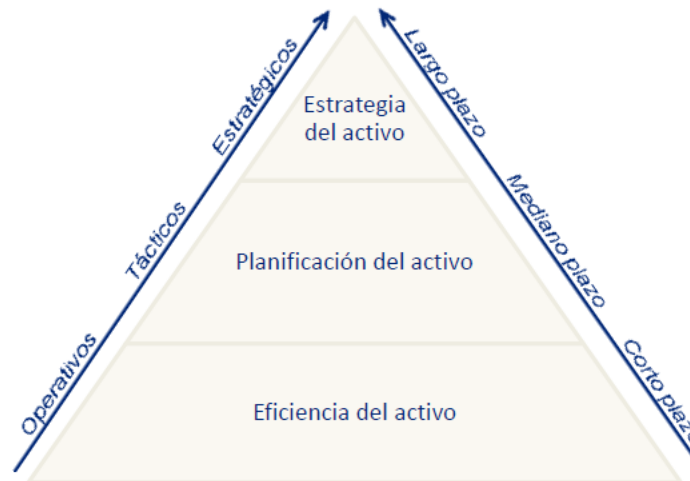 Estratégicos
Largo plazo
Estrategia
del activo
Tácticos
Mediano plazo
Planificación del activo
Operativos
Corto plazo
Eficiencia del activo